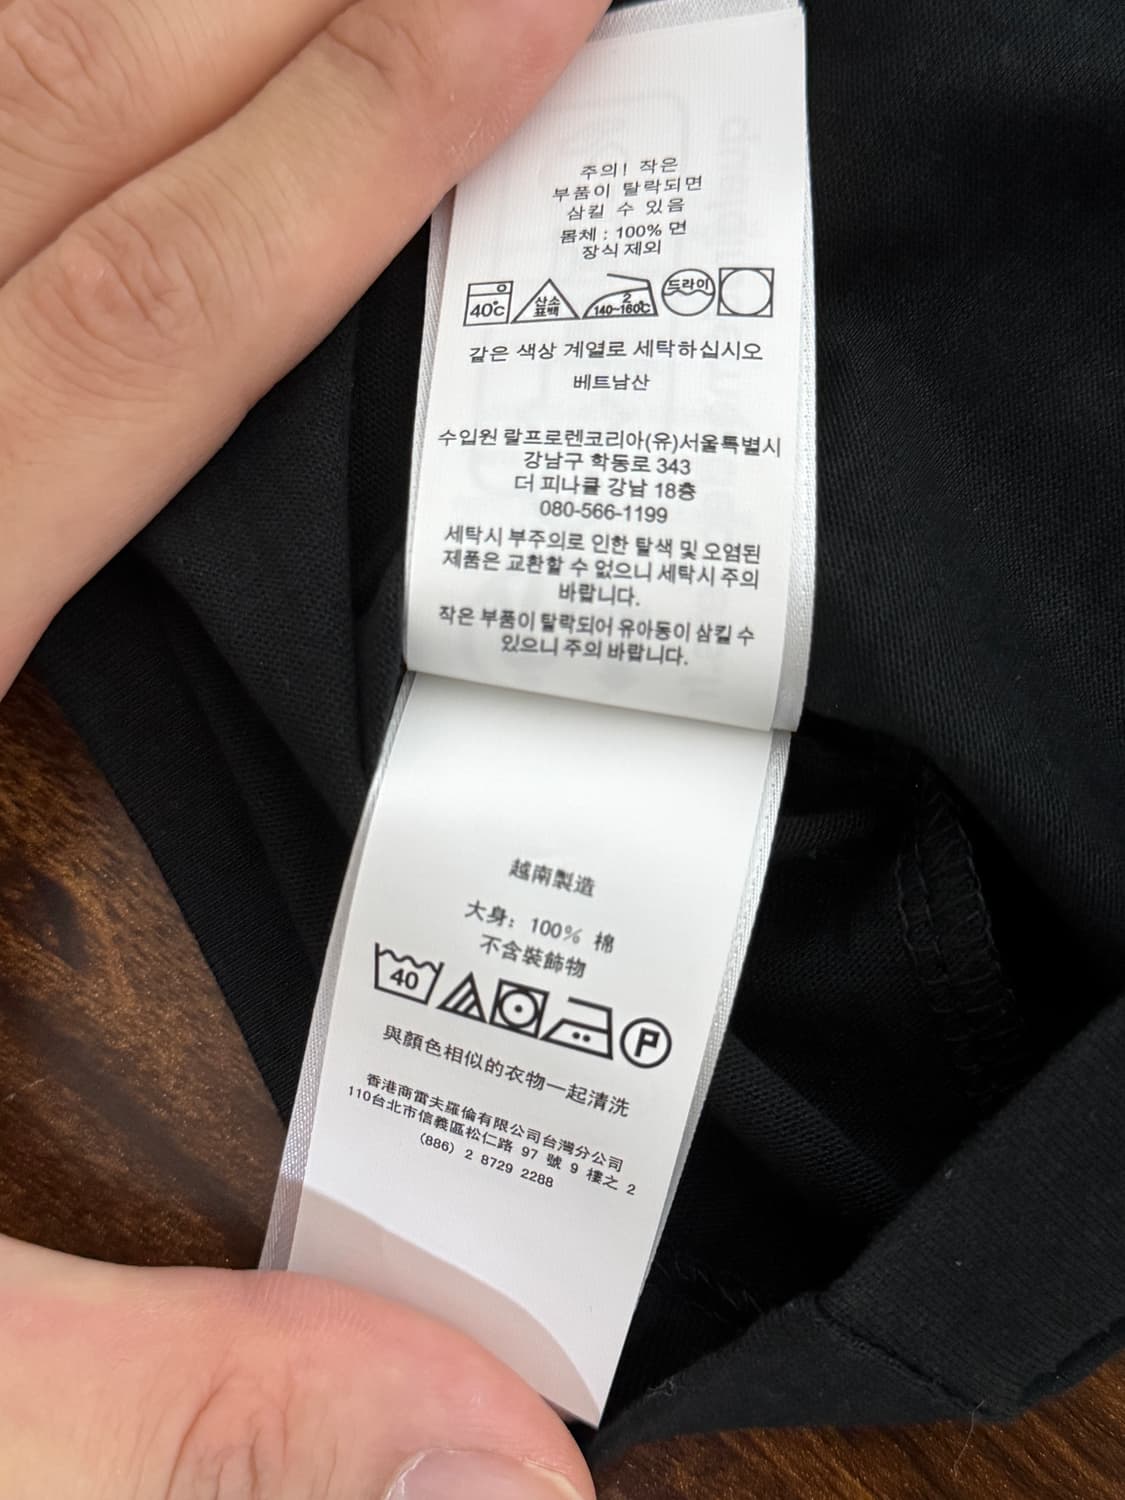 주의! 작은
부품이 탈락되면
삼킬 수 있음
몸체 : 100% 면
장식 제외
40℃ 산소 표백 2 140~160℃ 드라이
같은 색상 계열로 세탁하십시오
베트남산
수입원 랄프로렌코리아(유)서울특별시
강남구 학동로 343
더 피나클 강남 18층
080-566-1199
세탁시 부주의로 인한 탈색 및 오염된
제품은 교환할 수 없으니 세탁시 주의
바랍니다.
작은 부품이 탈락되어 유아동이 삼킬 수
있으니 주의 바랍니다.
越南製造
大身: 100% 棉
不含裝飾物
40 P
與顏色相似的衣物一起清洗
香港商雷夫羅倫有限公司台灣分公司
110台北市信義區松仁路 97 號 9 樓之 2
(886) 2 8729 2288